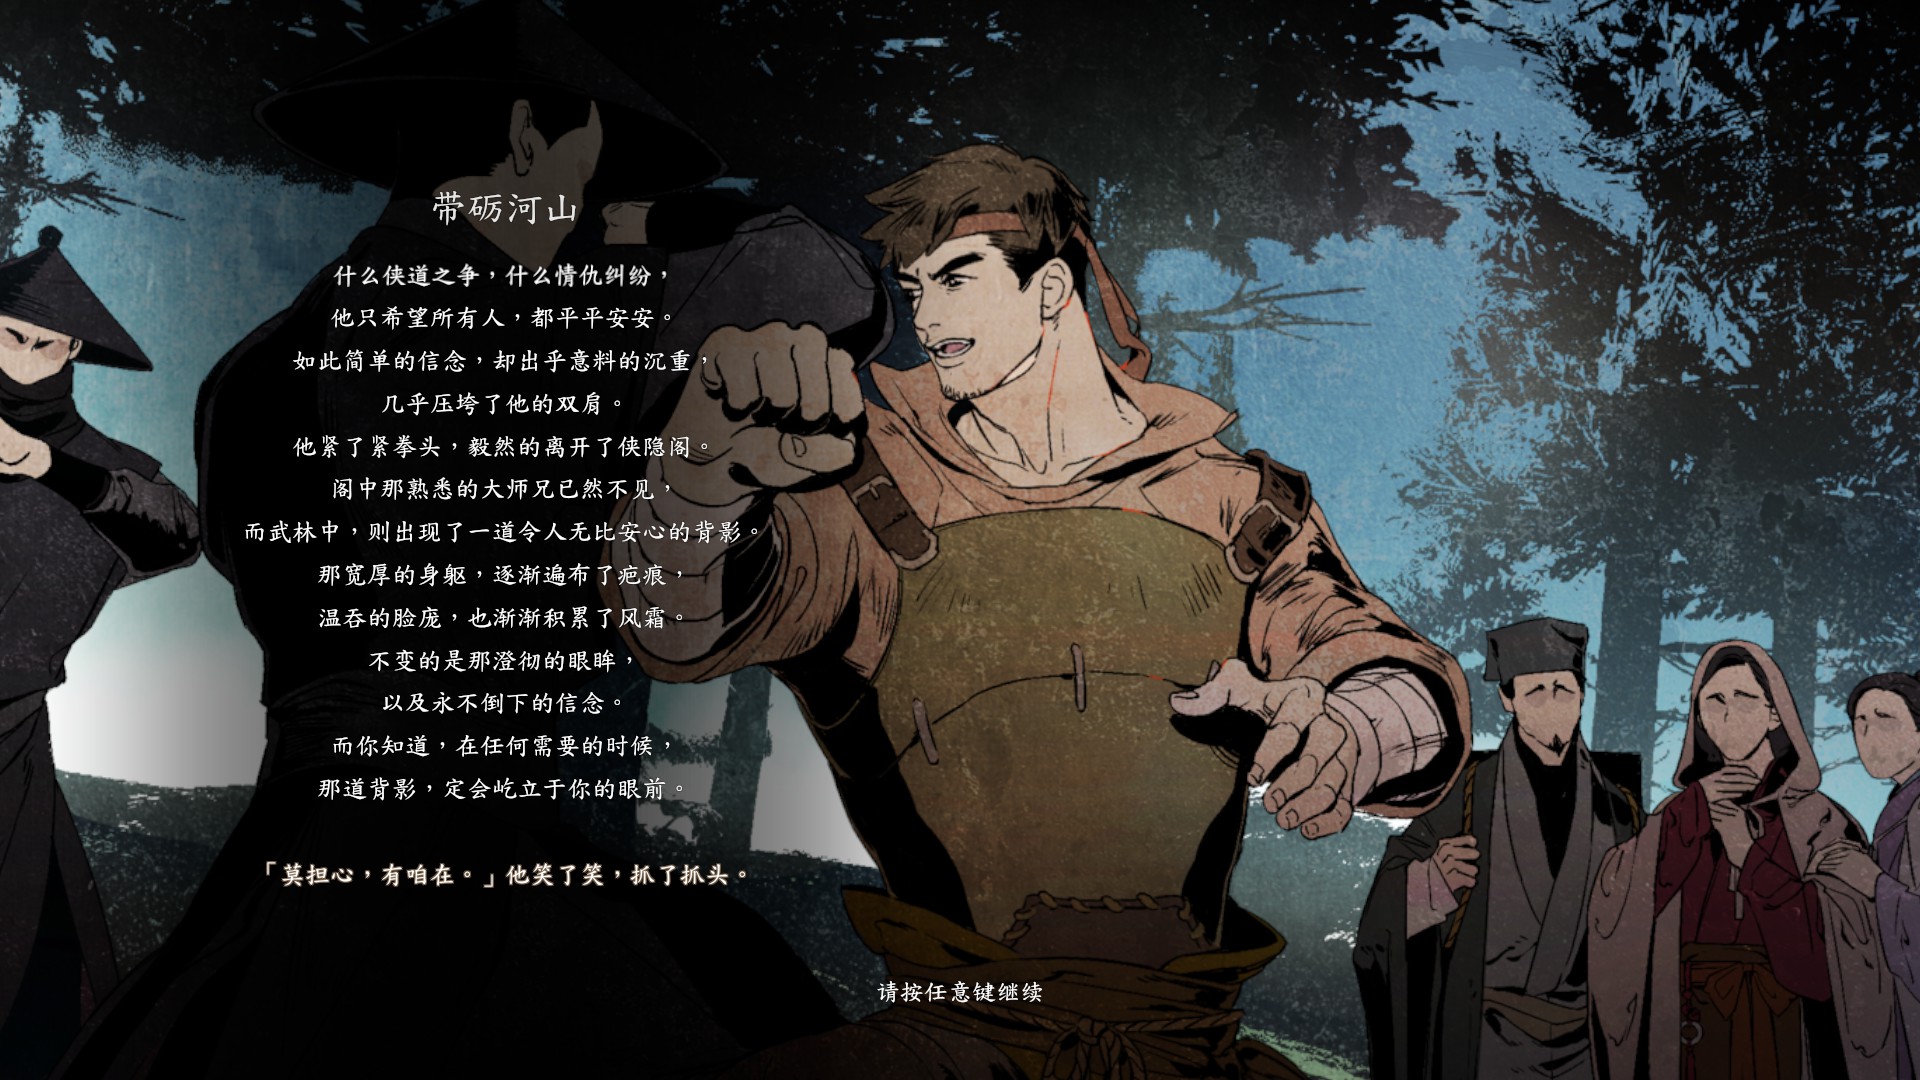 带砺河山
什么侠道之争，什么情仇纠纷，
他只希望所有人，都平平安安。
如此简单的信念，却出乎意料的沉重，
几乎压垮了他的双肩。
他紧了紧拳头，毅然的离开了侠隐阁。
阁中那熟悉的大师兄已然不见，
而武林中，则出现了一道令人无比安心的背影。
那宽厚的身躯，逐渐遍布了疤痕，
温吞的脸庞，也渐渐积累了风霜。
不变的是那澄彻的眼眸，
以及永不倒下的信念。
而你知道，在任何需要的时候，
那道背影，定会屹立于你的眼前。
「莫担心，有咱在。」他笑了笑，抓了抓头。
请按任意键继续